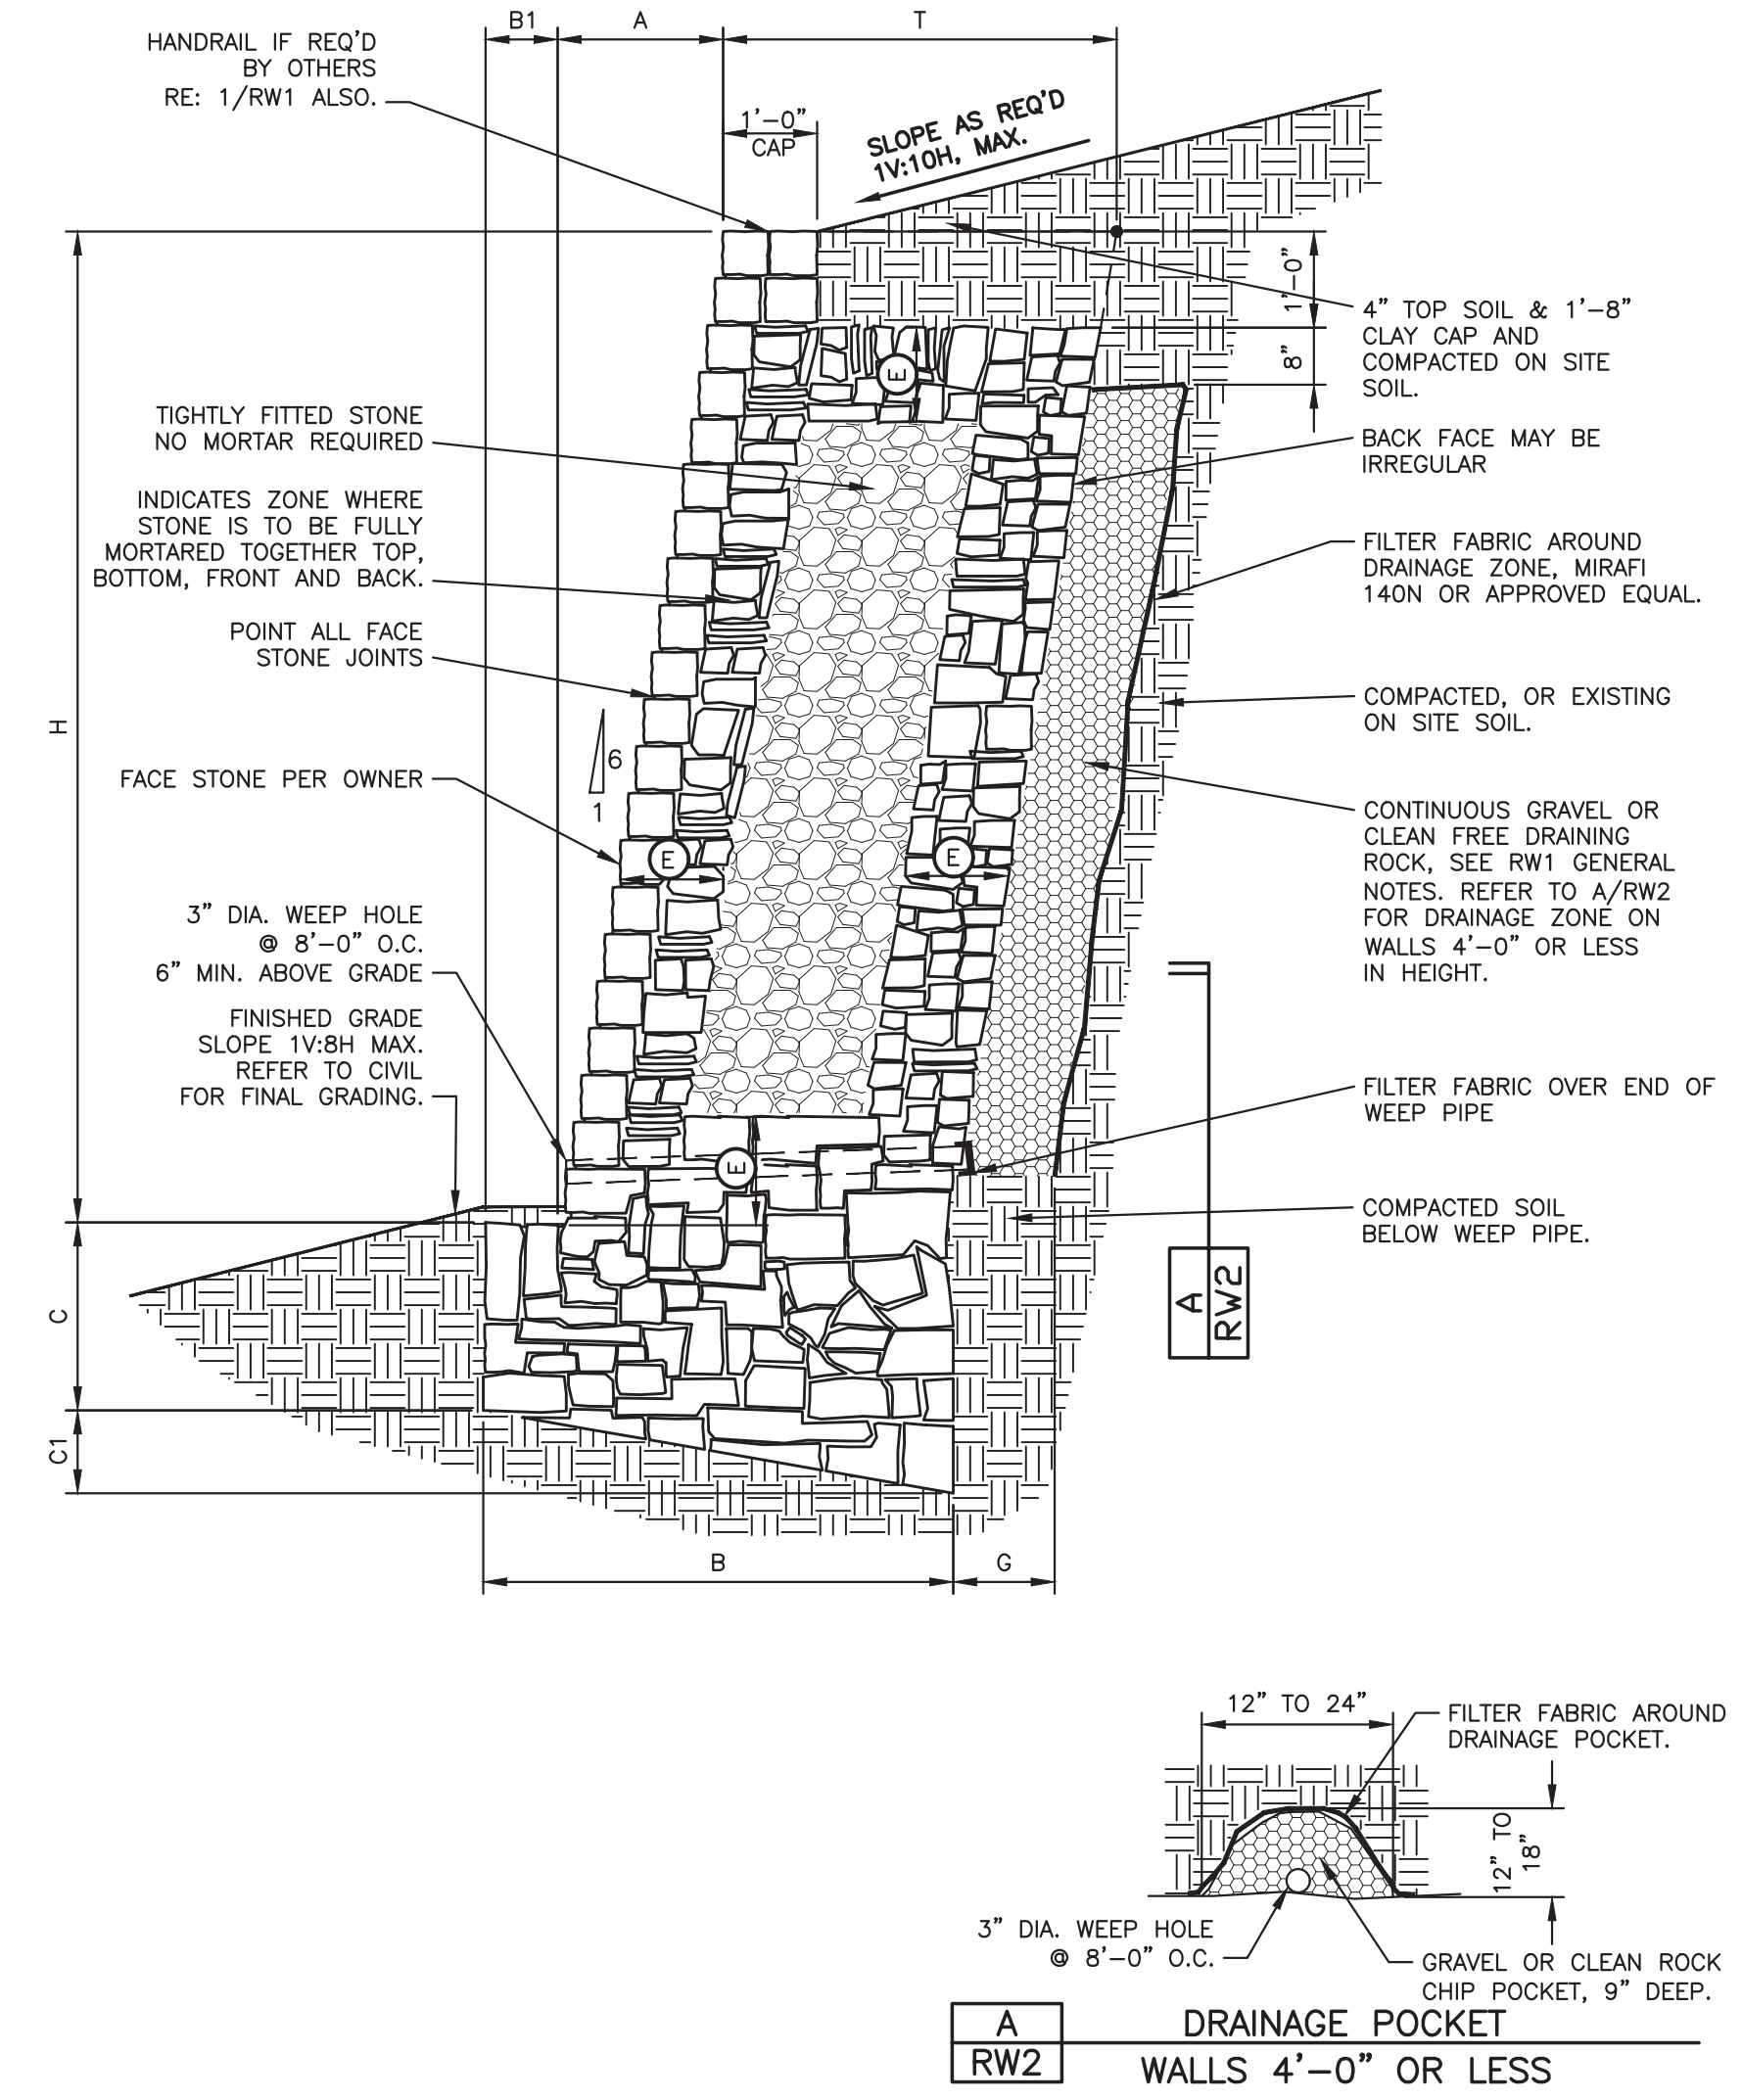 B1
A
T
HANDRAIL IF REQ'D
BY OTHERS
RE: 1/RW1 ALSO.
1'-0"
CAP
SLOPE AS REQ'D
1V:10H, MAX.
1'-0"
8"
4" TOP SOIL & 1'-8"
CLAY CAP AND
COMPACTED ON SITE
SOIL.
E
TIGHTLY FITTED STONE
NO MORTAR REQUIRED
BACK FACE MAY BE
IRREGULAR
INDICATES ZONE WHERE
STONE IS TO BE FULLY
MORTARED TOGETHER TOP,
BOTTOM, FRONT AND BACK.
FILTER FABRIC AROUND
DRAINAGE ZONE, MIRAFI
140N OR APPROVED EQUAL.
POINT ALL FACE
STONE JOINTS
COMPACTED, OR EXISTING
ON SITE SOIL.
H
6
1
FACE STONE PER OWNER
CONTINUOUS GRAVEL OR
CLEAN FREE DRAINING
ROCK, SEE RW1 GENERAL
NOTES. REFER TO A/RW2
FOR DRAINAGE ZONE ON
WALLS 4'-0" OR LESS
IN HEIGHT.
E
E
3" DIA. WEEP HOLE
@ 8'-0" O.C.
6" MIN. ABOVE GRADE
FINISHED GRADE
SLOPE 1V:8H MAX.
REFER TO CIVIL
FOR FINAL GRADING.
FILTER FABRIC OVER END OF
WEEP PIPE
E
COMPACTED SOIL
BELOW WEEP PIPE.
A
RW2
C
C1
B
G
12" TO 24"
FILTER FABRIC AROUND
DRAINAGE POCKET.
12" TO
18"
3" DIA. WEEP HOLE
@ 8'-0" O.C.
GRAVEL OR CLEAN ROCK
CHIP POCKET, 9" DEEP.
A
DRAINAGE POCKET
RW2
WALLS 4'-0" OR LESS